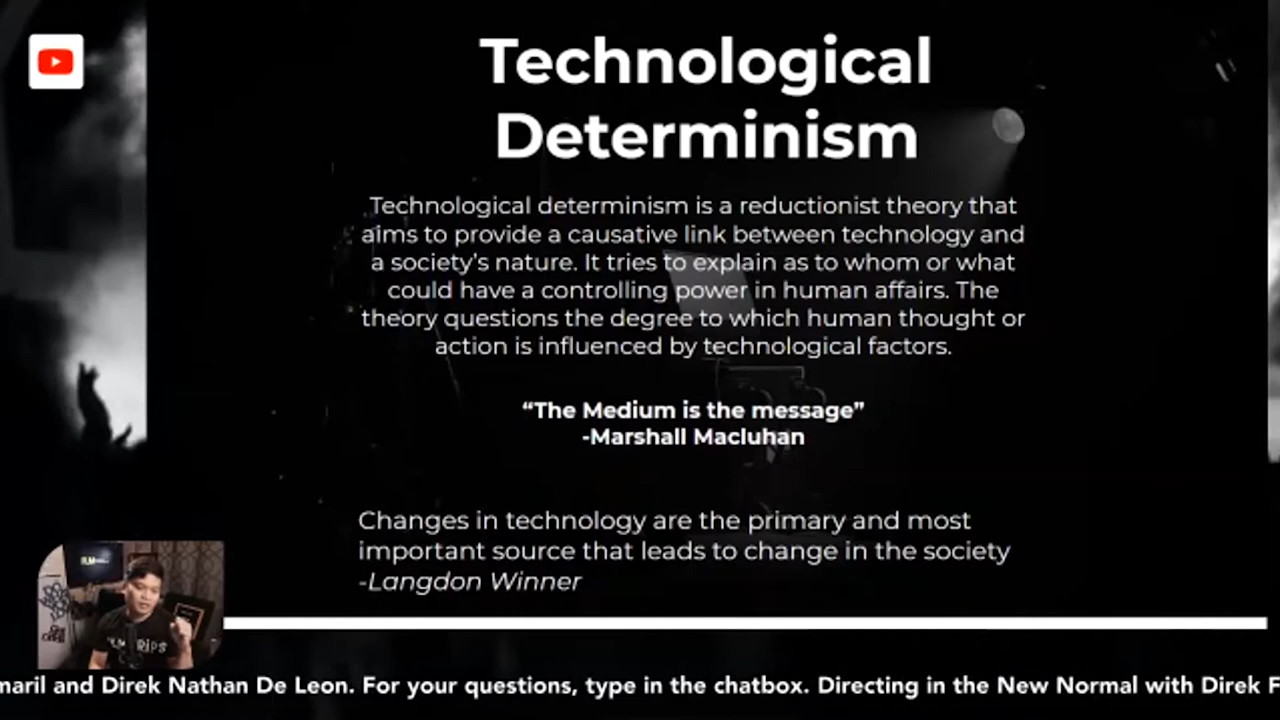 Technological
Determinism
Technological determinism is a reductionist theory that
aims to provide a causative link between technology and
a society's nature. It tries to explain as to whom or what
could have a controlling power in human affairs. The
theory questions the degree to which human thought or
action is influenced by technological factors.
“The Medium is the message”
-Marshall Macluhan
Changes in technology are the primary and most
important source that leads to change in the society
-Langdon Winner
maril and Direk Nathan De Leon. For your questions, type in the chatbox. Directing in the New Normal with Direk F